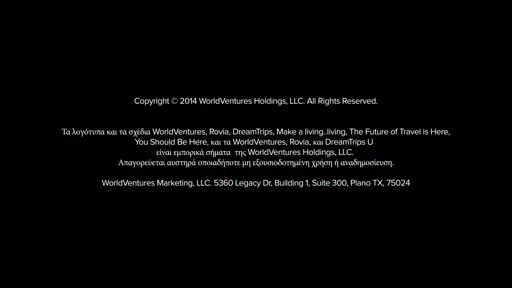 Copyright © 2014 WorldVentures Holdings, LLC. All Rights Reserved.
Τα λογότυπα και τα σχέδια WorldVentures, Rovia, DreamTrips, Make a living..living, The Future of Travel is Here,
You Should Be Here, και τα WorldVentures, Rovia, και DreamTrips U
είναι εμπορικά σήματα της WorldVentures Holdings, LLC.
Απαγορεύεται αυστηρά οποιαδήποτε μη εξουσιοδοτημένη χρήση ή αναδημοσίευση.
WorldVentures Marketing, LLC. 5360 Legacy Dr, Building 1, Suite 300, Plano TX, 75024